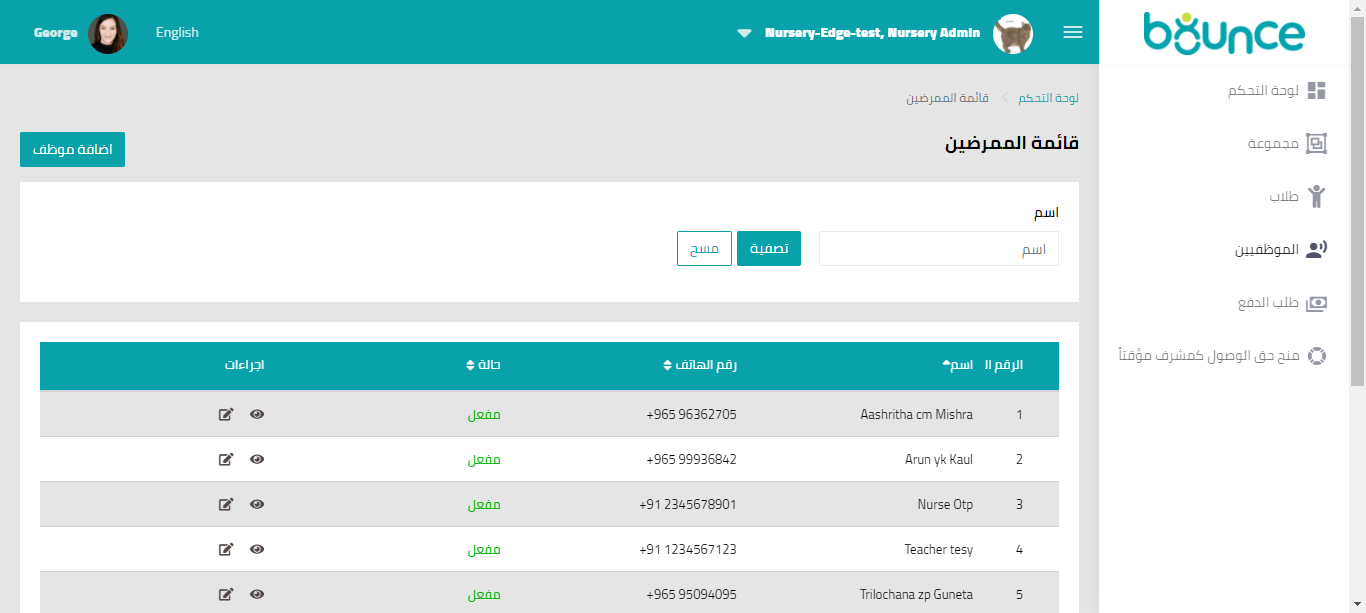 bounce
Nursery-Edge-test, Nursery Admin
English
George
لوحة التحكم
مجموعة
طلاب
الموظفيين
طلب الدفع
منح حق الوصول كمشرف مؤقتاً
لوحة التحكم
قائمة الممرضين
قائمة الممرضين
اضافة موظف
اسم
اسم
تصفية
مسح
الرقم ال اسم رقم الهاتف حالة اجراءات
1 Aashritha cm Mishra +965 96362705 مفعل
2 Arun yk Kaul +965 99936842 مفعل
3 Nurse Otp +91 2345678901 مفعل
4 Teacher tesy +91 1234567123 مفعل
5 Trilochana zp Guneta +965 95094095 مفعل